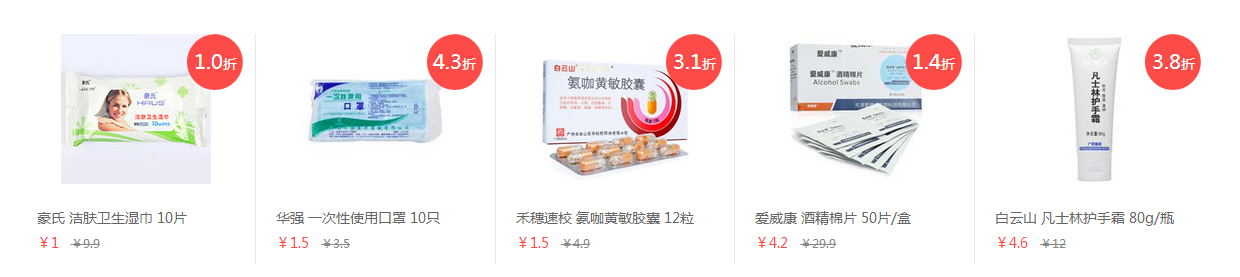 1.0折
豪氏
HAUS
洁肤卫生湿巾
豪氏 洁肤卫生湿巾 10片
￥1 ￥9.9
4.3折
一次性使用
口罩
华强 一次性使用口罩 10只
￥1.5 ￥3.5
3.1折
白云山
氨咖黄敏胶囊
禾穗速校 氨咖黄敏胶囊 12粒
￥1.5 ￥4.9
1.4折
爱威康
爱威康 酒精棉片
Alcohol Swabs
爱威康 酒精棉片 50片/盒
￥4.2 ￥29.9
3.8折
凡士林护手霜
白云山 凡士林护手霜 80g/瓶
￥4.6 ￥12